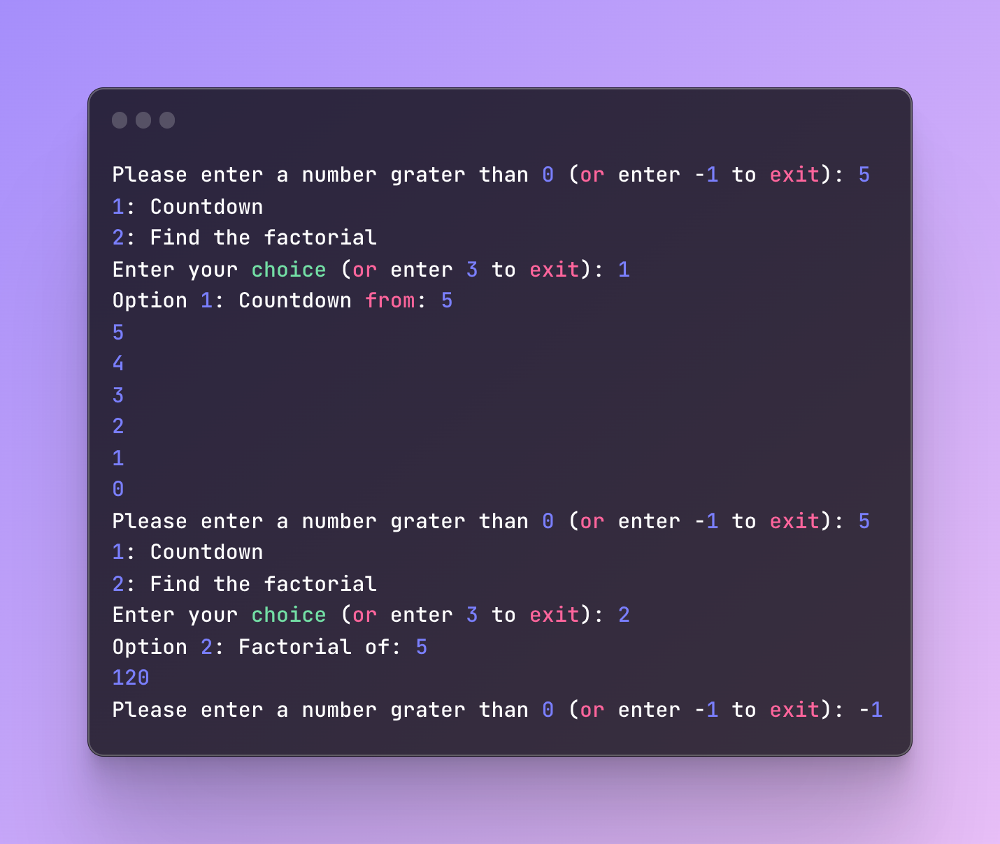 Please enter a number grater than 0 (or enter -1 to exit): 5
1: Countdown
2: Find the factorial
Enter your choice (or enter 3 to exit): 1
Option 1: Countdown from: 5
5
4
3
2
1
0
Please enter a number grater than 0 (or enter -1 to exit): 5
1: Countdown
2: Find the factorial
Enter your choice (or enter 3 to exit): 2
Option 2: Factorial of: 5
120
Please enter a number grater than 0 (or enter -1 to exit): -1